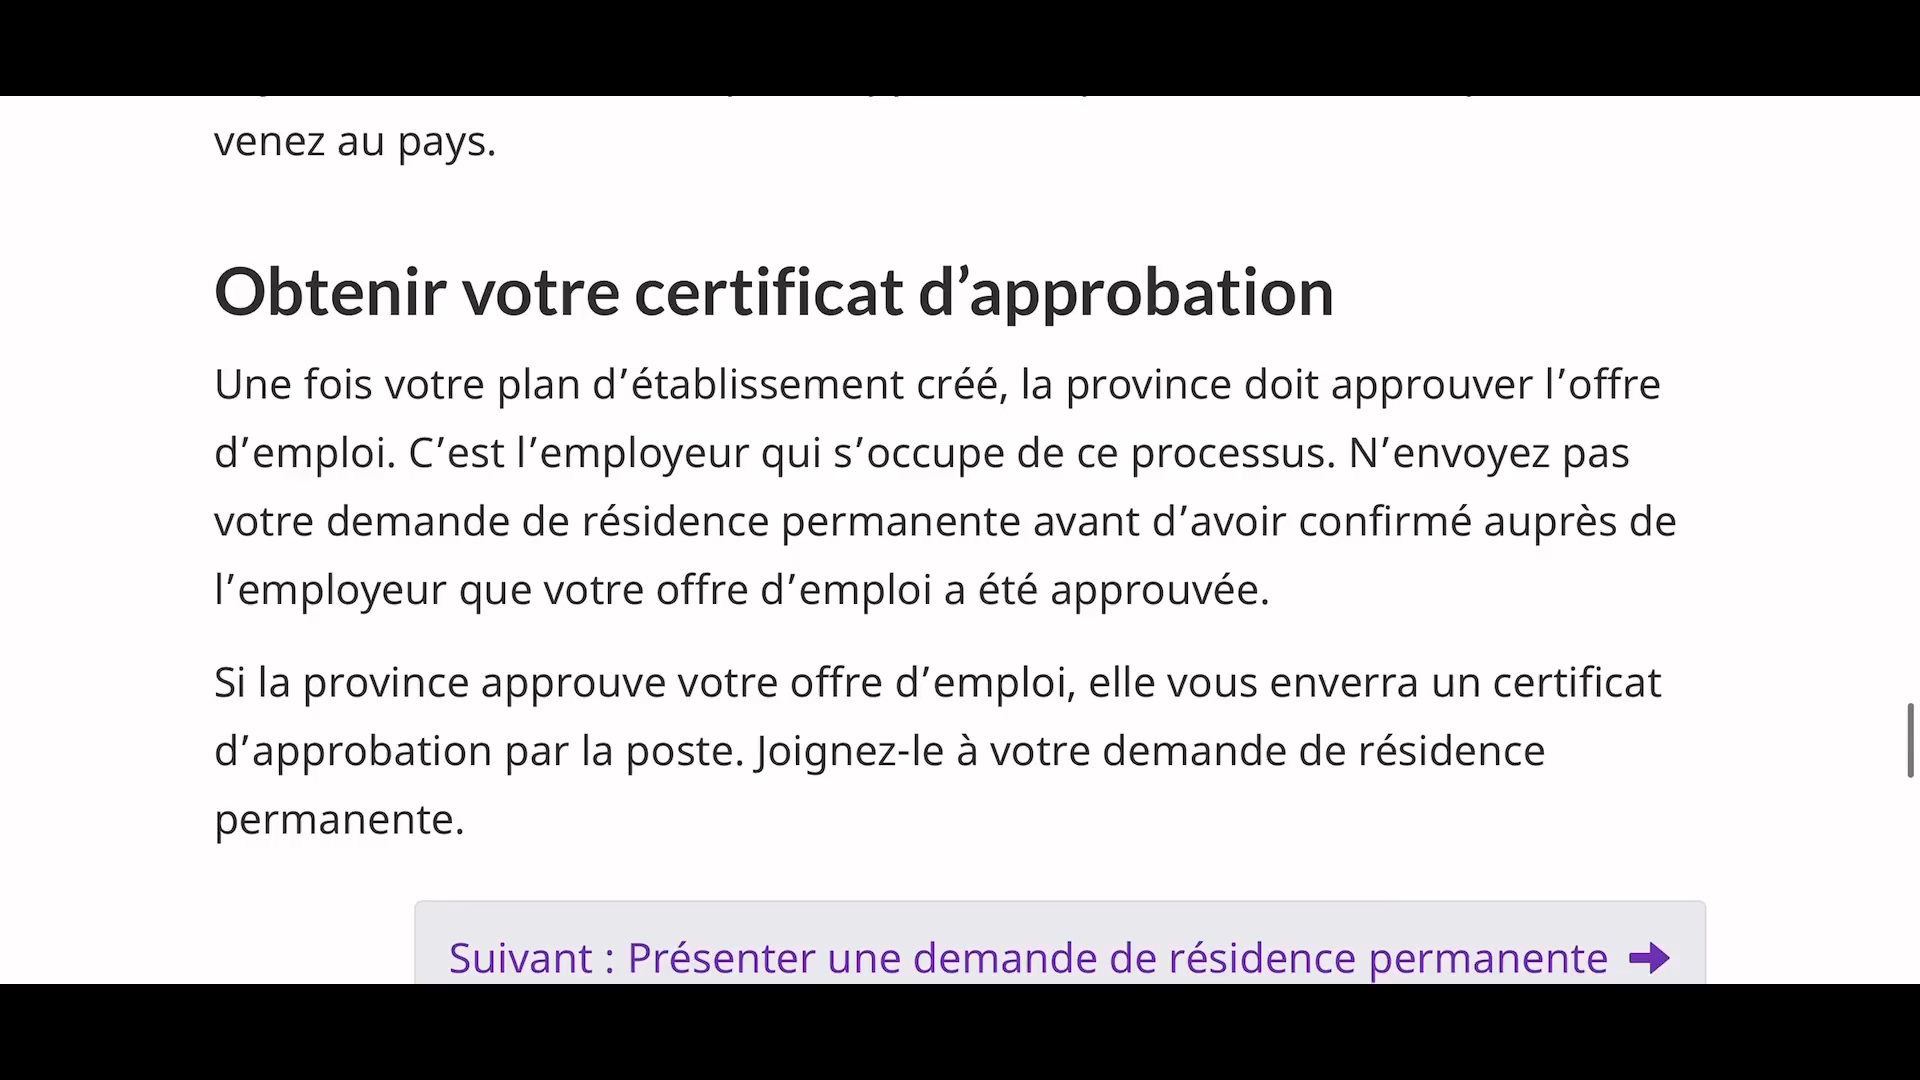 venez au pays.
Obtenir votre certificat d’approbation
Une fois votre plan d’établissement créé, la province doit approuver l’offre
d’emploi. C’est l’employeur qui s’occupe de ce processus. N’envoyez pas
votre demande de résidence permanente avant d’avoir confirmé auprès de
l’employeur que votre offre d’emploi a été approuvée.
Si la province approuve votre offre d’emploi, elle vous enverra un certificat
d’approbation par la poste. Joignez-le à votre demande de résidence
permanente.
Suivant : Présenter une demande de résidence permanente